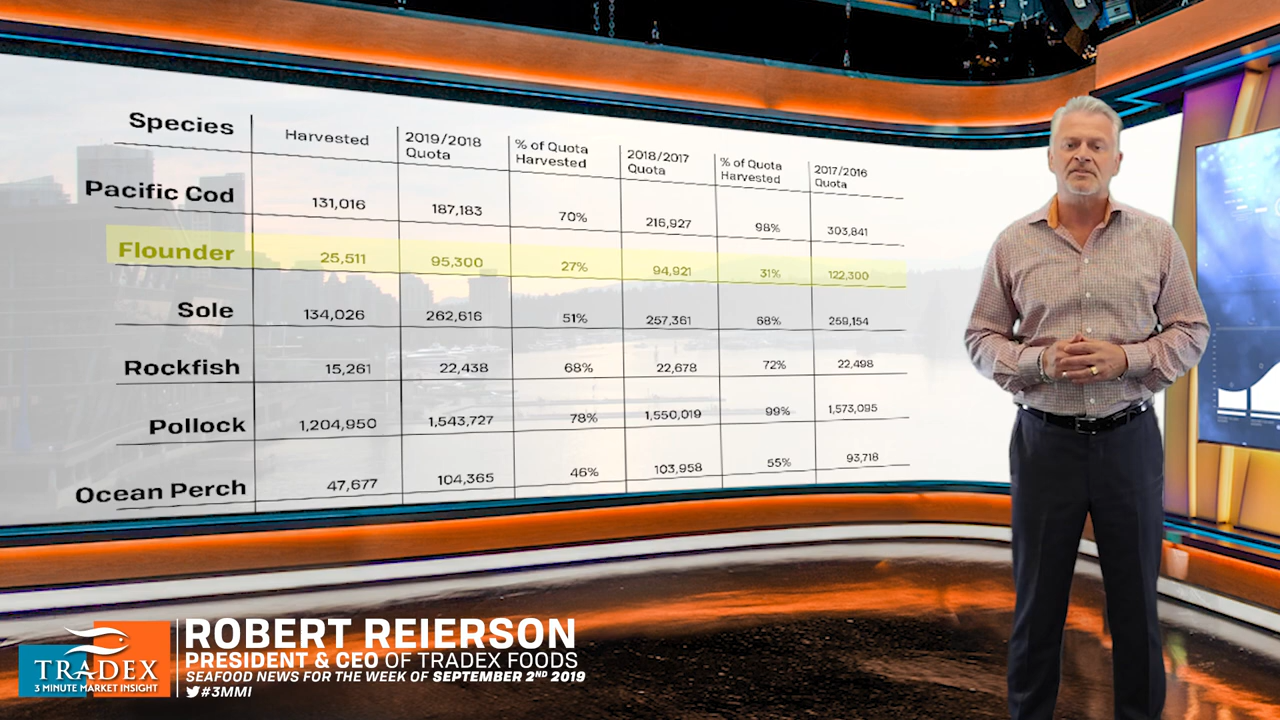 Species
Harvested
2019/2018
Quota
% of Quota
Harvested
2018/2017
Quota
% of Quota
Harvested
2017/2016
Quota
Pacific Cod 131,016 187,183 70% 216,927 98% 303,841
Flounder 25,511 95,300 27% 94,921 31% 122,300
Sole 134,026 262,616 51% 257,361 68% 259,154
Rockfish 15,261 22,438 68% 22,678 72% 22,498
Pollock 1,204,950 1,543,727 78% 1,550,019 99% 1,573,095
Ocean Perch 47,677 104,365 46% 103,958 55% 93,718
TRADEX
3 MINUTE MARKET INSIGHT
ROBERT REIERSON
PRESIDENT & CEO OF TRADEX FOODS
SEAFOOD NEWS FOR THE WEEK OF SEPTEMBER 2ND 2019
#3MMI